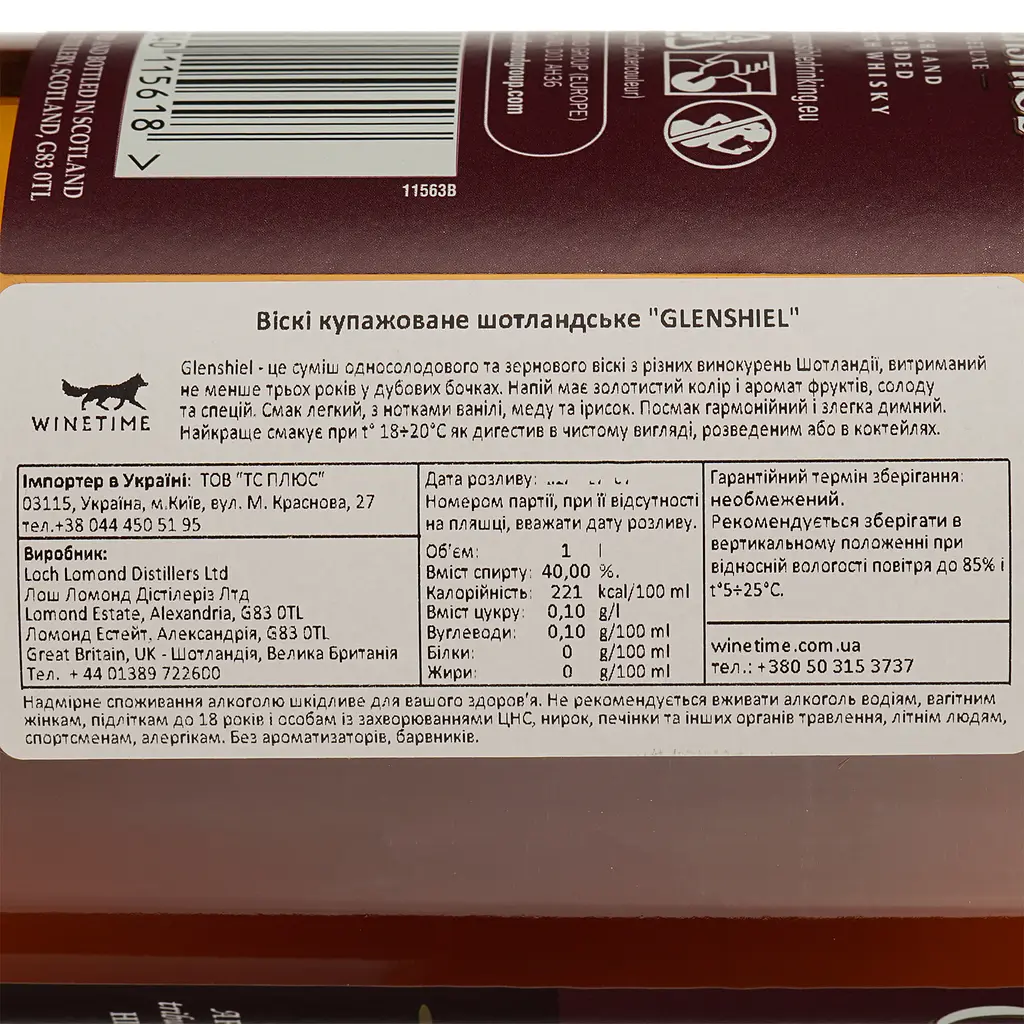 AND BOTTLED IN SCOTLAND
SCOTLAND, G83 0TL
11563B
GROUP (EUROPE)
001 AH36
group.com
drinking.eu
WHISKY
Віскі купажоване шотландське "GLENSHIEL"
WINETIME
Glenshiel - це суміш односолодового та зернового віскі з різних винокурень Шотландії, витриманий
не менше трьох років у дубових бочках. Напій має золотистий колір і аромат фруктів, солоду
та спецій. Смак легкий, з нотками ванілі, меду та ірисок. Посмак гармонійний і злегка димний.
Найкраще смакує при t° 18÷20°C як дигестив в чистому вигляді, розведеним або в коктейлях.
Імпортер в Україні: ТОВ "ТС ПЛЮС"
03115, Україна, м.Київ, вул. М. Краснова, 27
тел.+38 044 450 51 95
Виробник:
Loch Lomond Distillers Ltd
Лош Ломонд Дістілеріз Лтд
Lomond Estate, Alexandria, G83 0TL
Ломонд Естейт, Александрія, G83 0TL
Great Britain, UK - Шотландія, Велика Британія
Тел. + 44 01389 722600
Дата розливу:
Номером партії, при її відсутності
на пляшці, вважати дату розливу.
Об'єм: 1 l
Вміст спирту: 40,00 %.
Калорійність: 221 kcal/100 ml
Вміст цукру: 0,10 g/l
Вуглеводи: 0,10 g/100 ml
Білки: 0 g/100 ml
Жири: 0 g/100 ml
Гарантійний термін зберігання:
необмежений.
Рекомендується зберігати в
вертикальному положенні при
відносній вологості повітря до 85% і
t°5÷25°C.
winetime.com.ua
тел.: +380 50 315 3737
Надмірне споживання алкоголю шкідливе для вашого здоров'я. Не рекомендується вживати алкоголь водіям, вагітним
жінкам, підліткам до 18 років і особам із захворюваннями ЦНС, нирок, печінки та інших органів травлення, літнім людям,
спортсменам, алергікам. Без ароматизаторів, барвників.